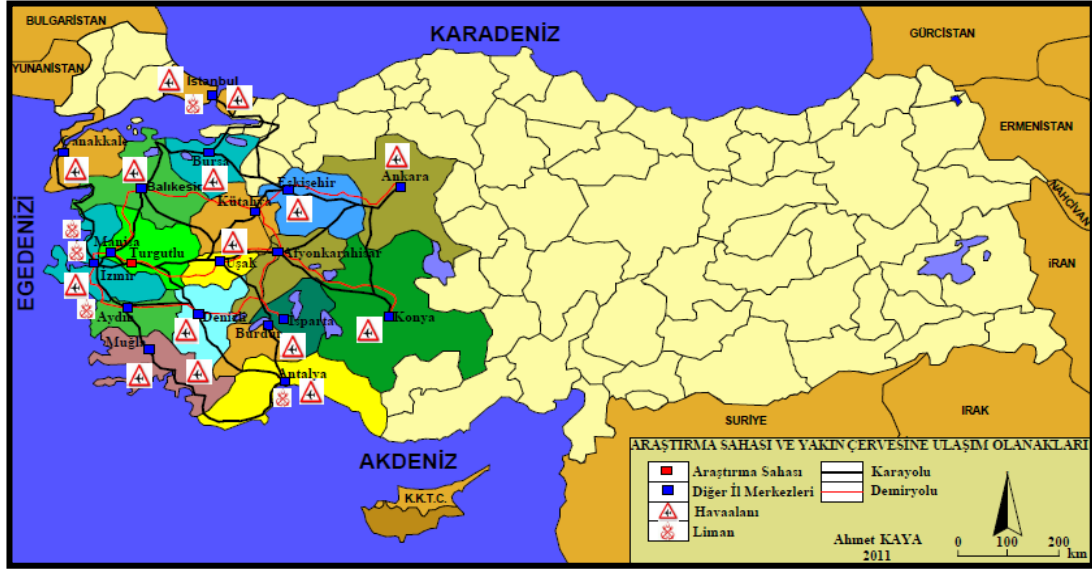 BULGARİSTAN
KARADENİZ
GÜRCİSTAN
YUNANİSTAN
İstanbul
ERMENİSTAN
Çanakkale
Bursa
Ankara
Balıkesir
Eskişehir
Kütahya
NAHCİVAN
EGEDENİZİ
Manisa
Turgutlu
Afyonkarahisar
Uşak
İRAN
İzmir
Aydın
Denizli
Isparta
Konya
Burdur
Muğla
Antalya
SURİYE
IRAK
AKDENİZ
K.K.T.C.
ARAŞTIRMA SAHASI VE YAKIN ÇERVESİNE ULAŞIM OLANAKLARI
Araştırma Sahası
Karayolu
Diğer İl Merkezleri
Demiryolu
Havaalanı
Liman
Ahmet KAYA
2011
0 100 200
km